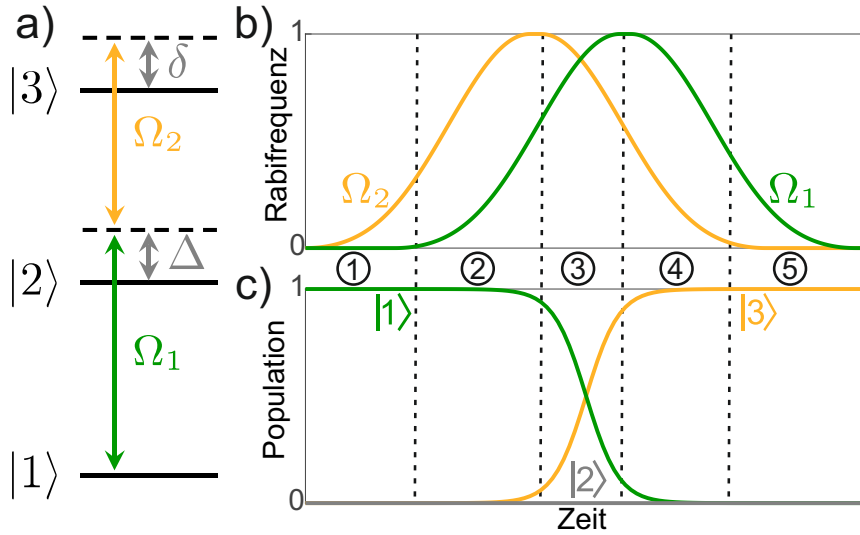 a)
|3⟩
δ
Ω₂
|2⟩
Δ
Ω₁
|1⟩
b)
1
Rabifrequenz
Ω₂
Ω₁
0
① ② ③ ④ ⑤
c)
1
|1⟩
|3⟩
Population
|2⟩
0
Zeit